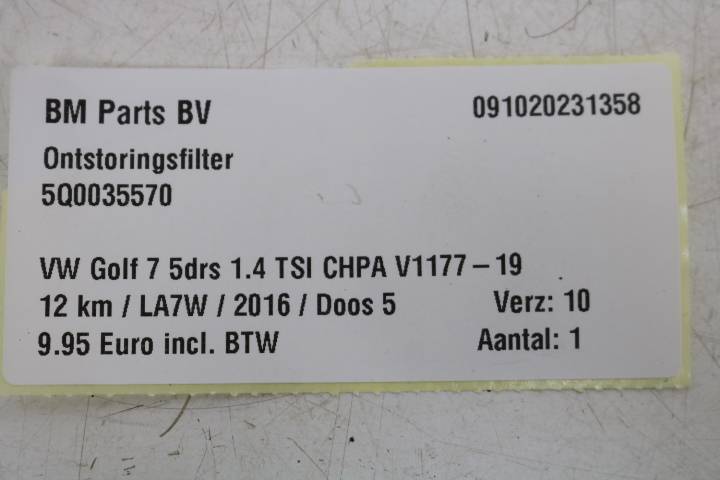 BM Parts BV 091020231358
Ontstoringsfilter
5Q0035570
VW Golf 7 5drs 1.4 TSI CHPA V1177-19
12 km / LA7W / 2016 / Doos 5 Verz: 10
9.95 Euro incl. BTW Aantal: 1